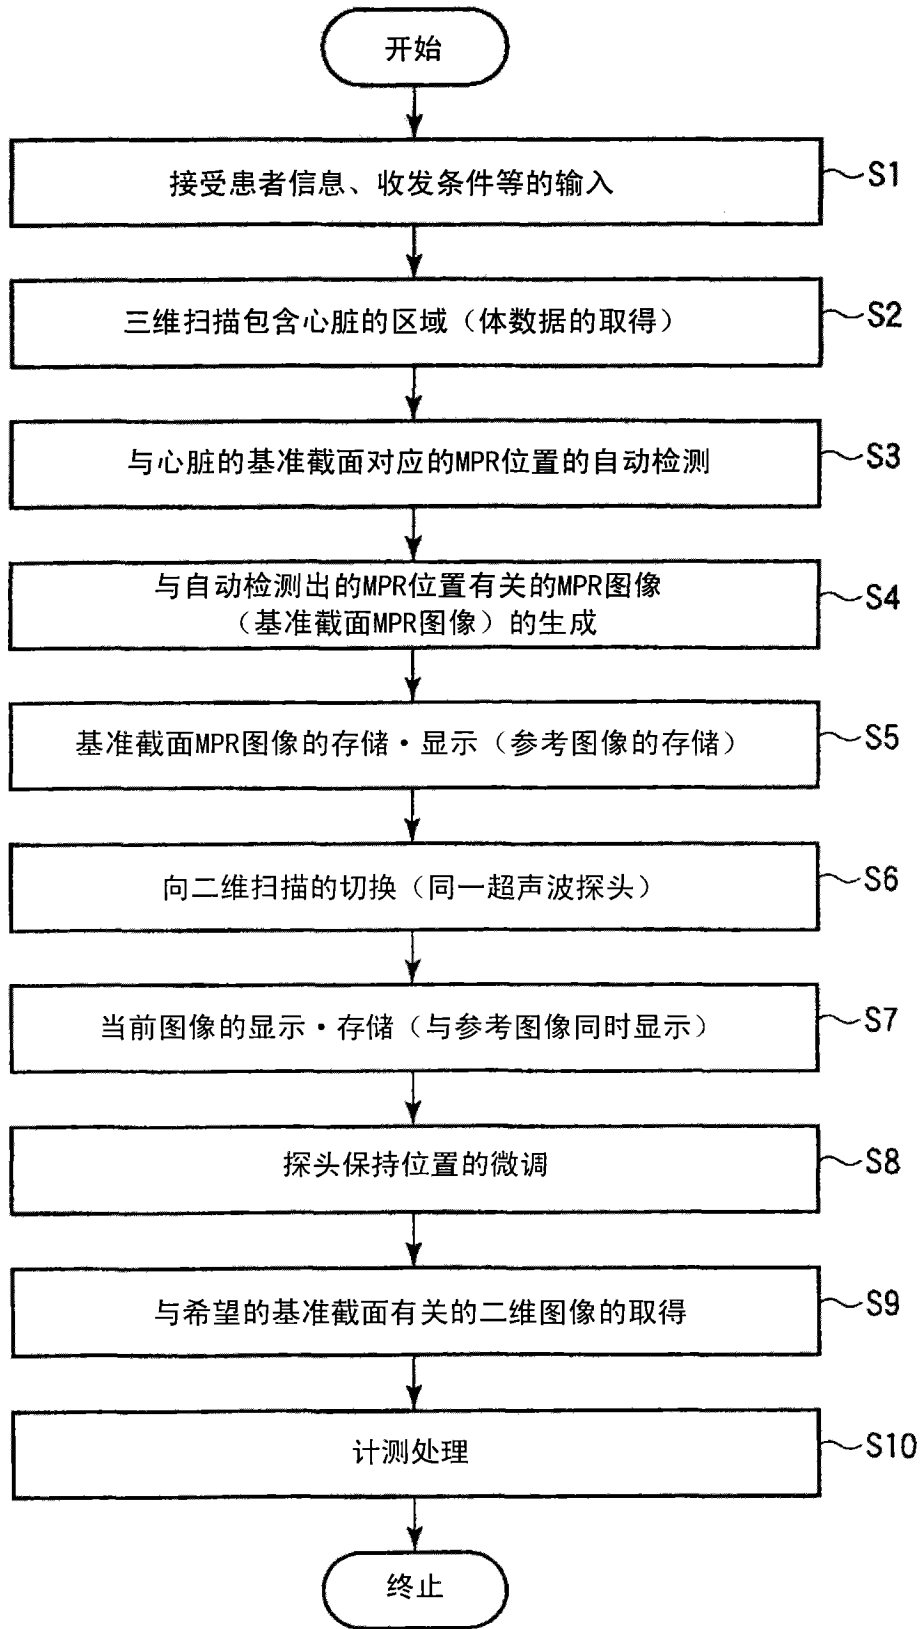 开始
接受患者信息、收发条件等的输入
S1
三维扫描包含心脏的区域（体数据的取得）
S2
与心脏的基准截面对应的MPR位置的自动检测
S3
与自动检测出的MPR位置有关的MPR图像
（基准截面MPR图像）的生成
S4
基准截面MPR图像的存储·显示（参考图像的存储）
S5
向二维扫描的切换（同一超声波探头）
S6
当前图像的显示·存储（与参考图像同时显示）
S7
探头保持位置的微调
S8
与希望的基准截面有关的二维图像的取得
S9
计测处理
S10
终止